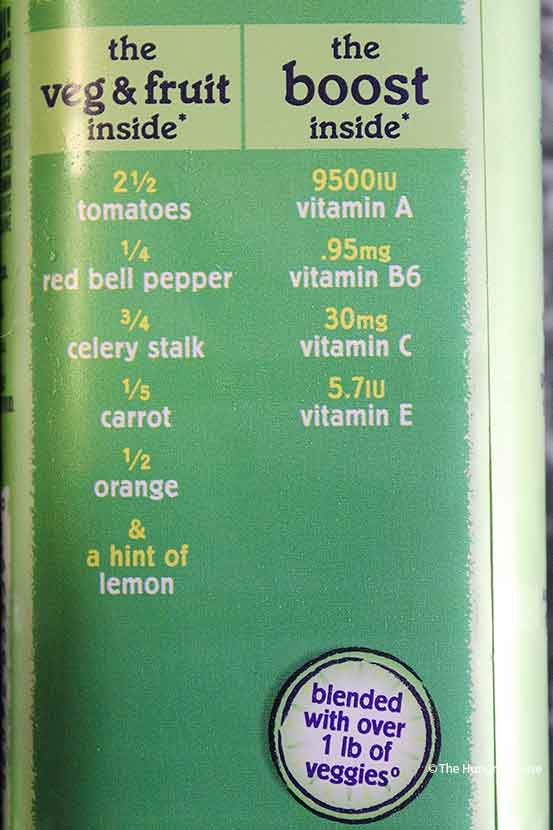 the
veg & fruit
inside*
2½
tomatoes
¼
red bell pepper
¾
celery stalk
⅕
carrot
½
orange
&
a hint of
lemon
the
boost
inside*
9500IU
vitamin A
.95mg
vitamin B6
30mg
vitamin C
5.7IU
vitamin E
blended
with over
1 lb of
veggies°
©The